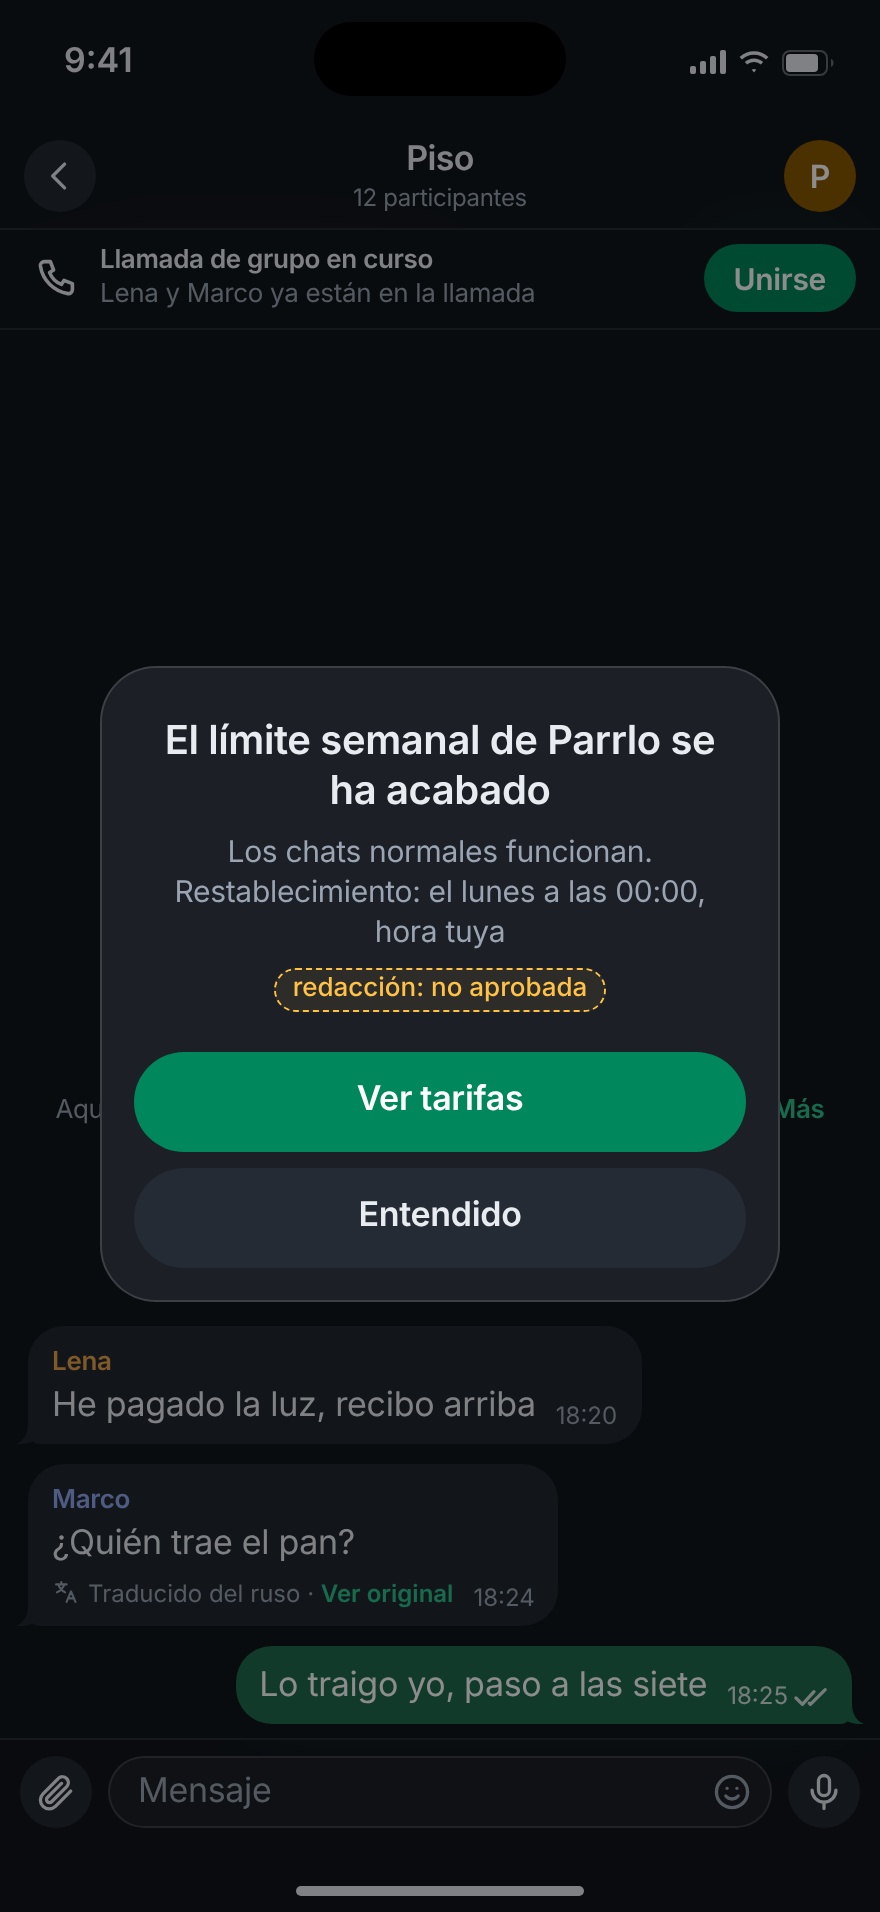 9:41
Piso
12 participantes
P
Llamada de grupo en curso
Lena y Marco ya están en la llamada
Unirse
El límite semanal de Parrlo se
ha acabado
Los chats normales funcionan.
Restablecimiento: el lunes a las 00:00,
hora tuya
redacción: no aprobada
Ver tarifas
Más
Entendido
Lena
He pagado la luz, recibo arriba 18:20
Marco
¿Quién trae el pan?
Traducido del ruso · Ver original 18:24
Lo traigo yo, paso a las siete 18:25
Mensaje